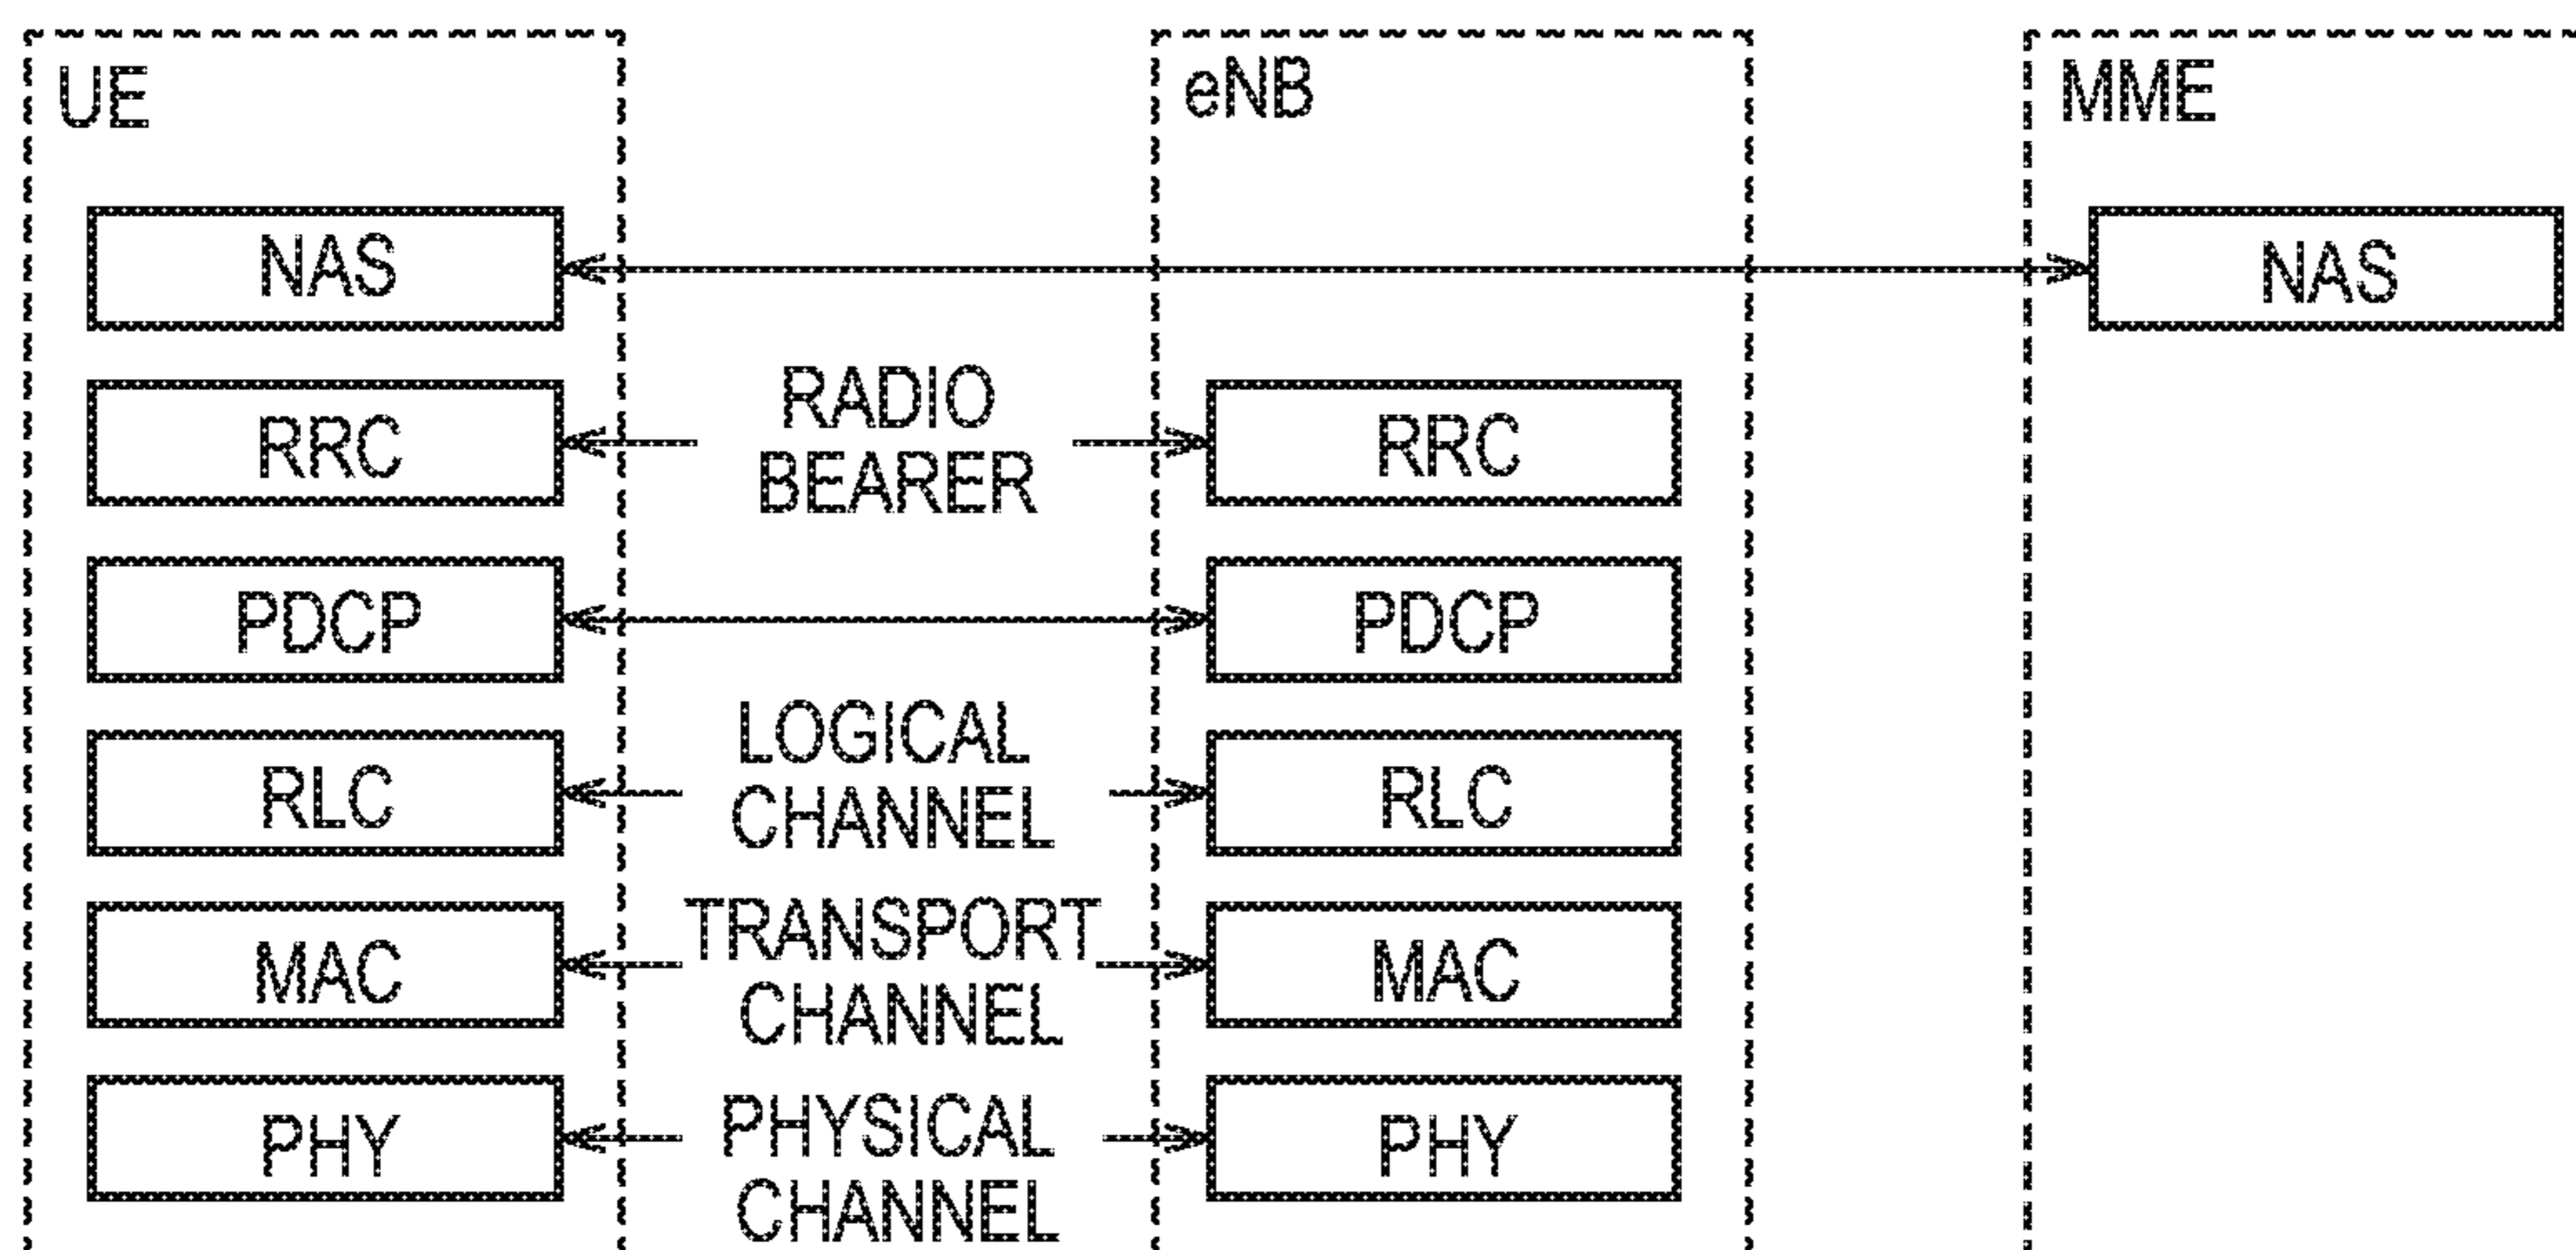 UE
eNB
MME
NAS
NAS
RRC
RADIO
BEARER
RRC
PDCP
PDCP
RLC
LOGICAL
CHANNEL
RLC
MAC
TRANSPORT
CHANNEL
MAC
PHY
PHYSICAL
CHANNEL
PHY